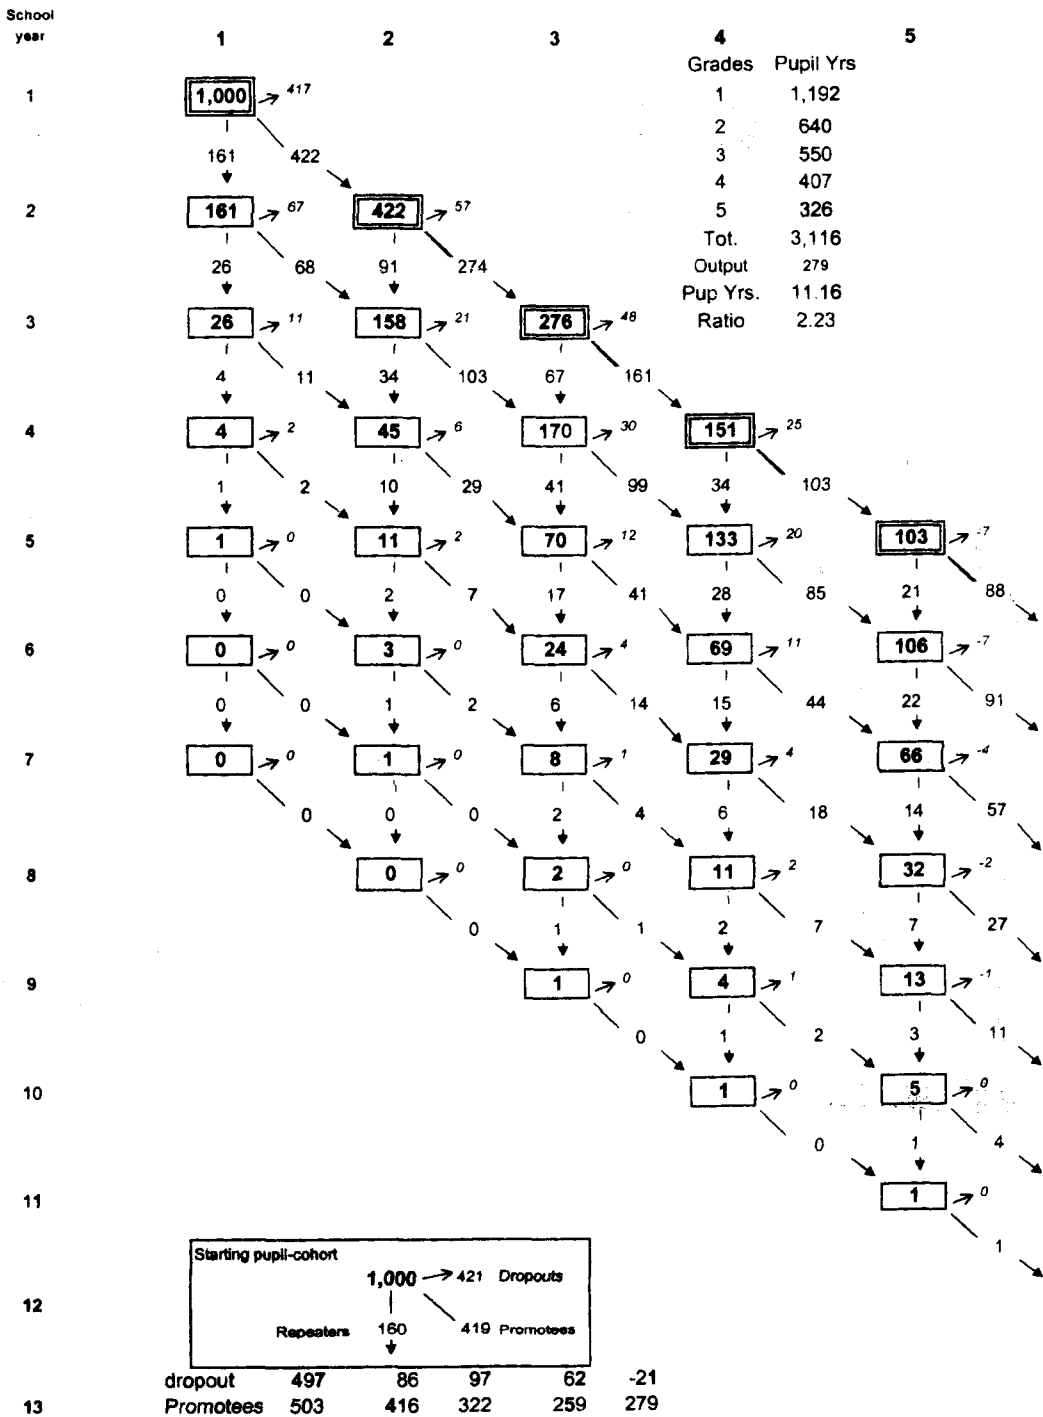 School
year 1 2 3 4 5
Grades Pupil Yrs
1 1,000 417 1 1,192
2 640
161 422 3 550
4 407
2 161 67 422 57 5 326
Tot. 3,116
26 68 91 274 Output 279
Pup Yrs. 11.16
3 26 11 158 21 276 48 Ratio 2.23
4 11 34 103 67 161
4 4 2 45 6 170 30 151 25
1 2 10 29 41 99 34 103
5 1 0 11 2 70 12 133 20 103 -7
0 0 2 7 17 41 28 85 21 88
6 0 0 3 0 24 4 69 11 106 -7
0 0 1 2 6 14 15 44 22 91
7 0 0 1 0 8 1 29 4 66 -4
0 0 0 2 4 6 18 14 57
8 0 0 2 0 11 2 32 -2
0 1 1 2 7 7 27
9 1 0 4 1 13 -1
0 1 2 3 11
10 1 0 5 0
0 1 4
11 1 0
1
Starting pupil-cohort
1,000 421 Dropouts
12
Repeaters 160 419 Promotees
dropout 497 86 97 62 -21
13 Promotees 503 416 322 259 279